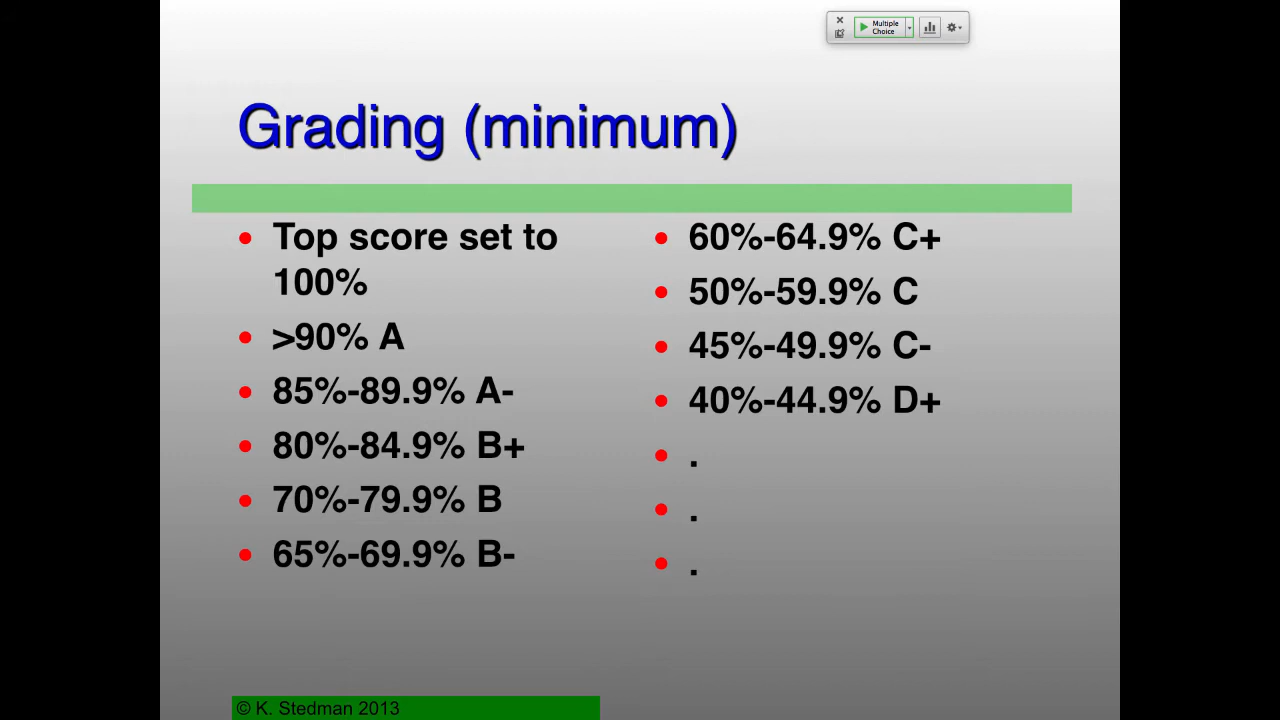 Multiple
Choice
Grading (minimum)
• Top score set to
100%
• >90% A
• 85%-89.9% A-
• 80%-84.9% B+
• 70%-79.9% B
• 65%-69.9% B-
• 60%-64.9% C+
• 50%-59.9% C
• 45%-49.9% C-
• 40%-44.9% D+
• .
• .
• .
© K. Stedman 2013